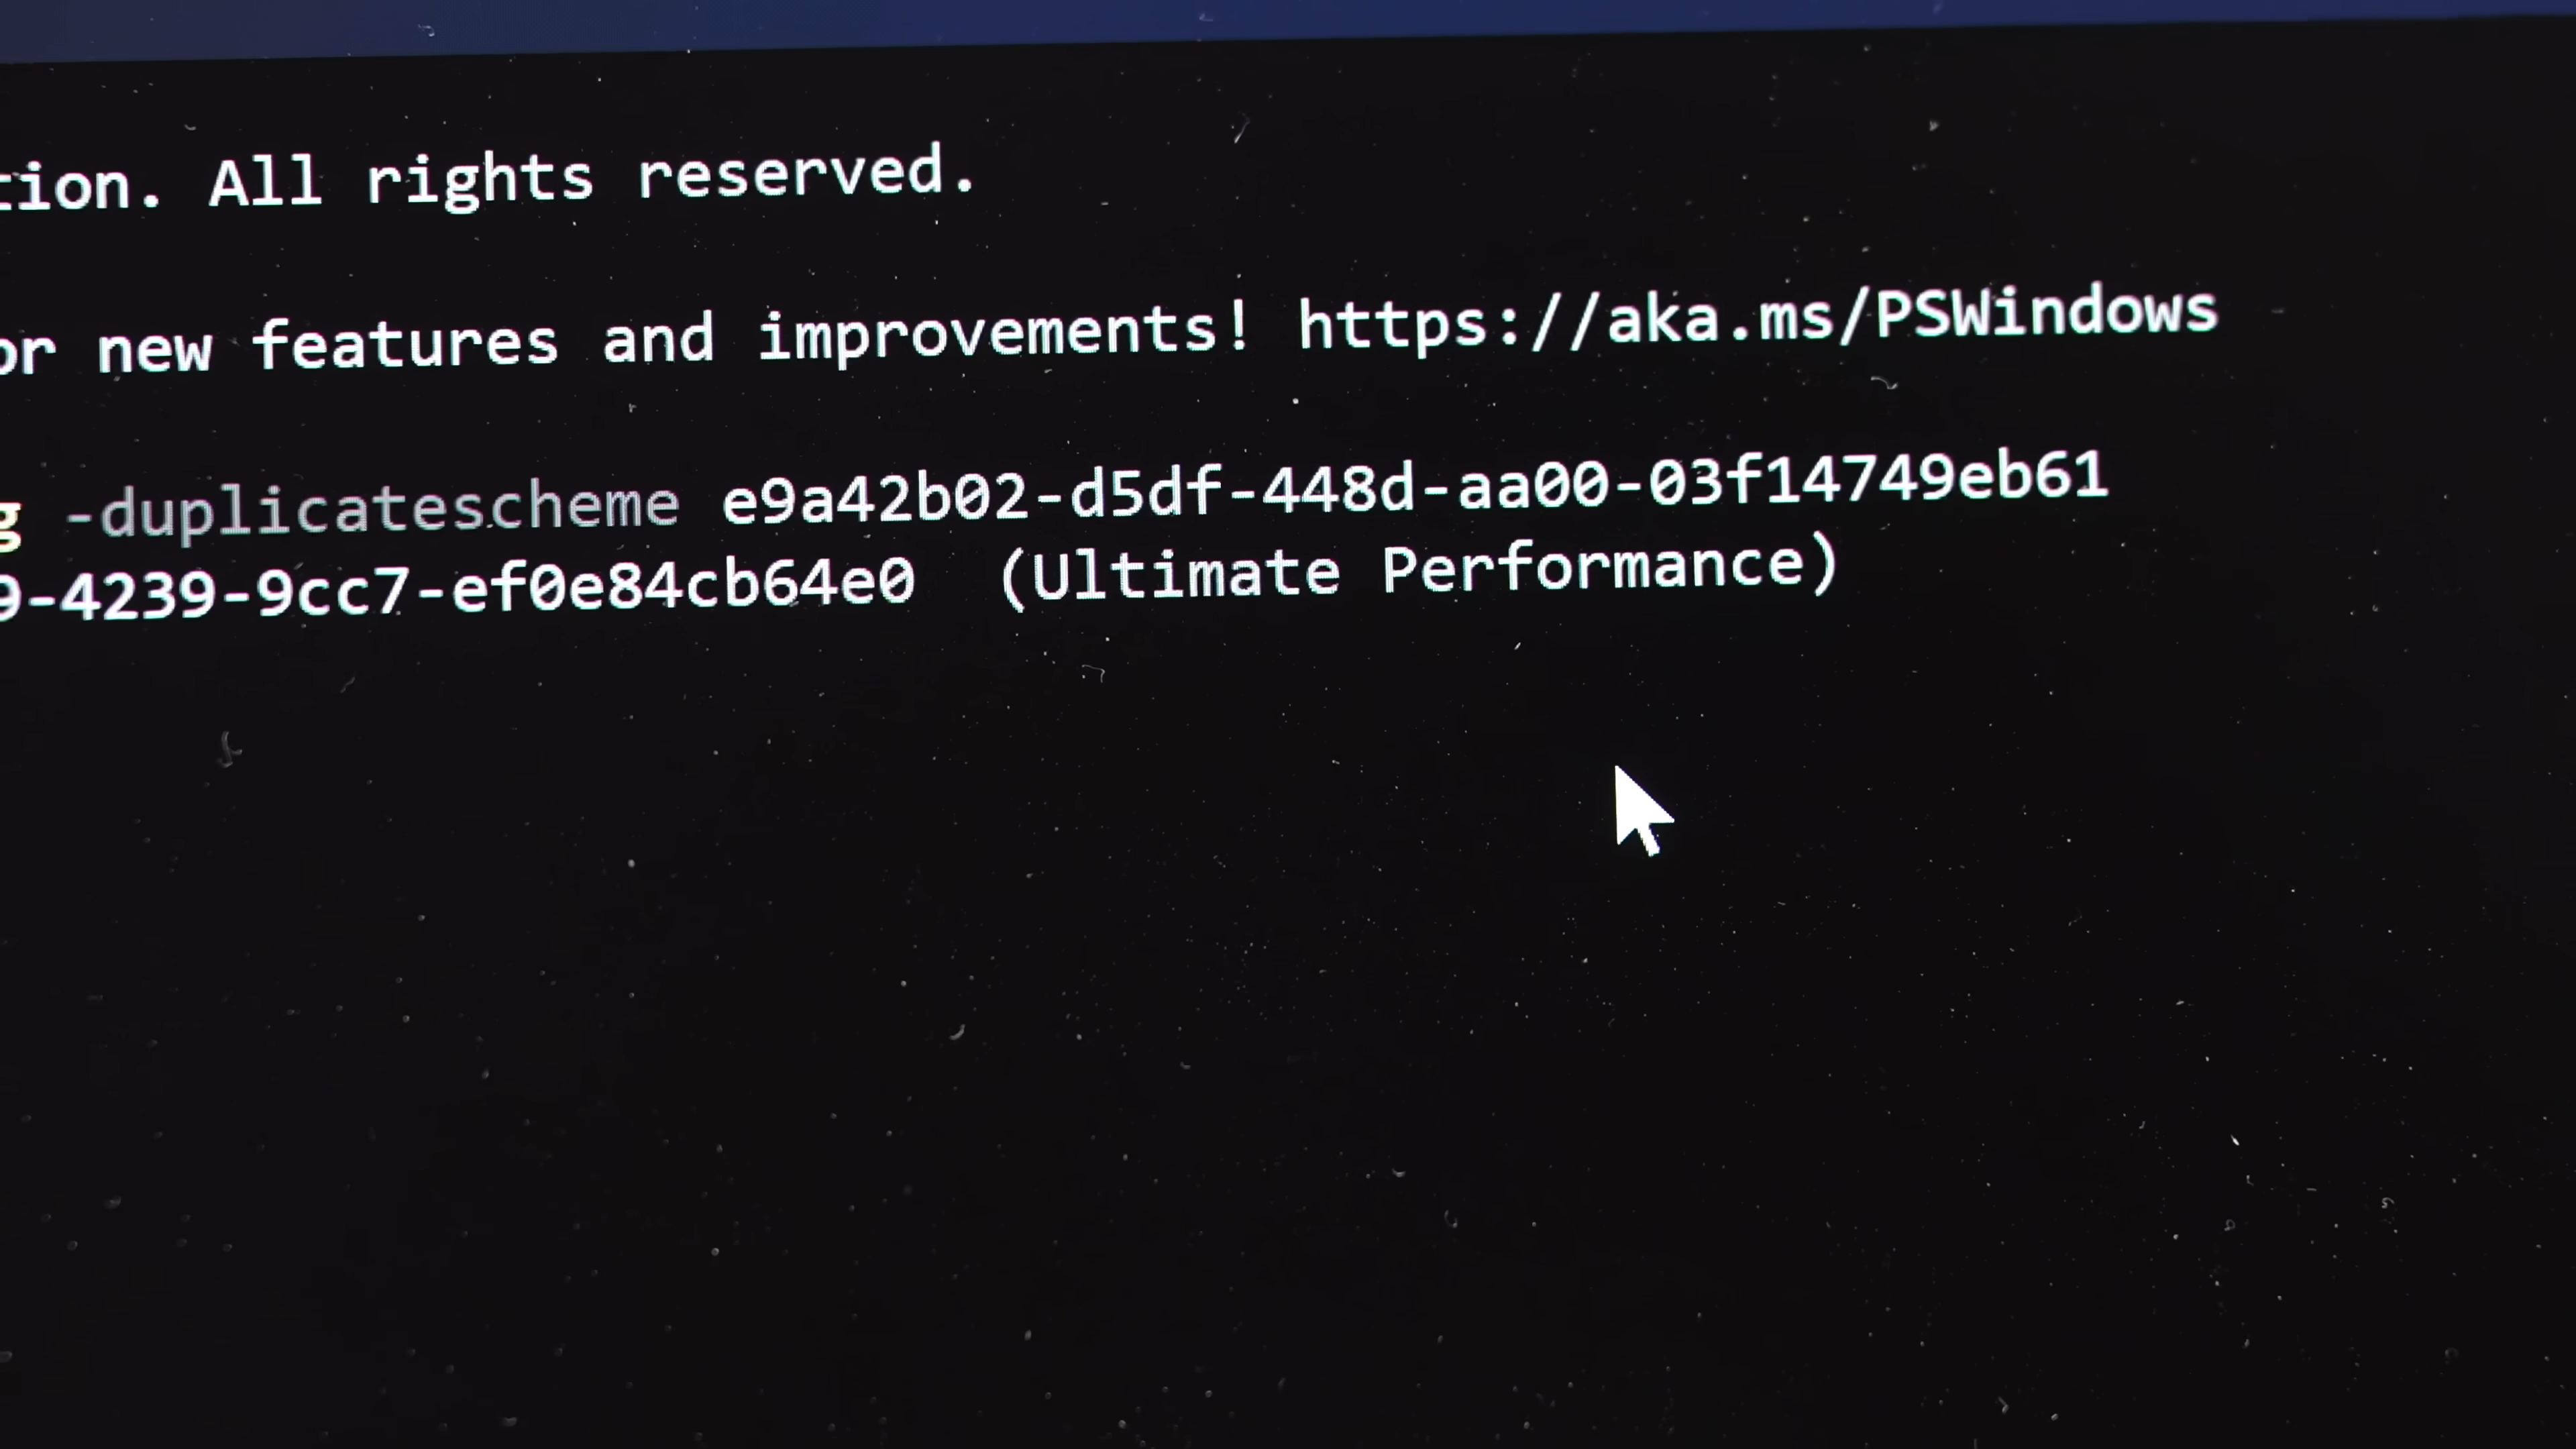 tion. All rights reserved.
or new features and improvements! https://aka.ms/PSWindows
g -duplicatescheme e9a42b02-d5df-448d-aa00-03f14749eb61
9-4239-9cc7-ef0e84cb64e0 (Ultimate Performance)